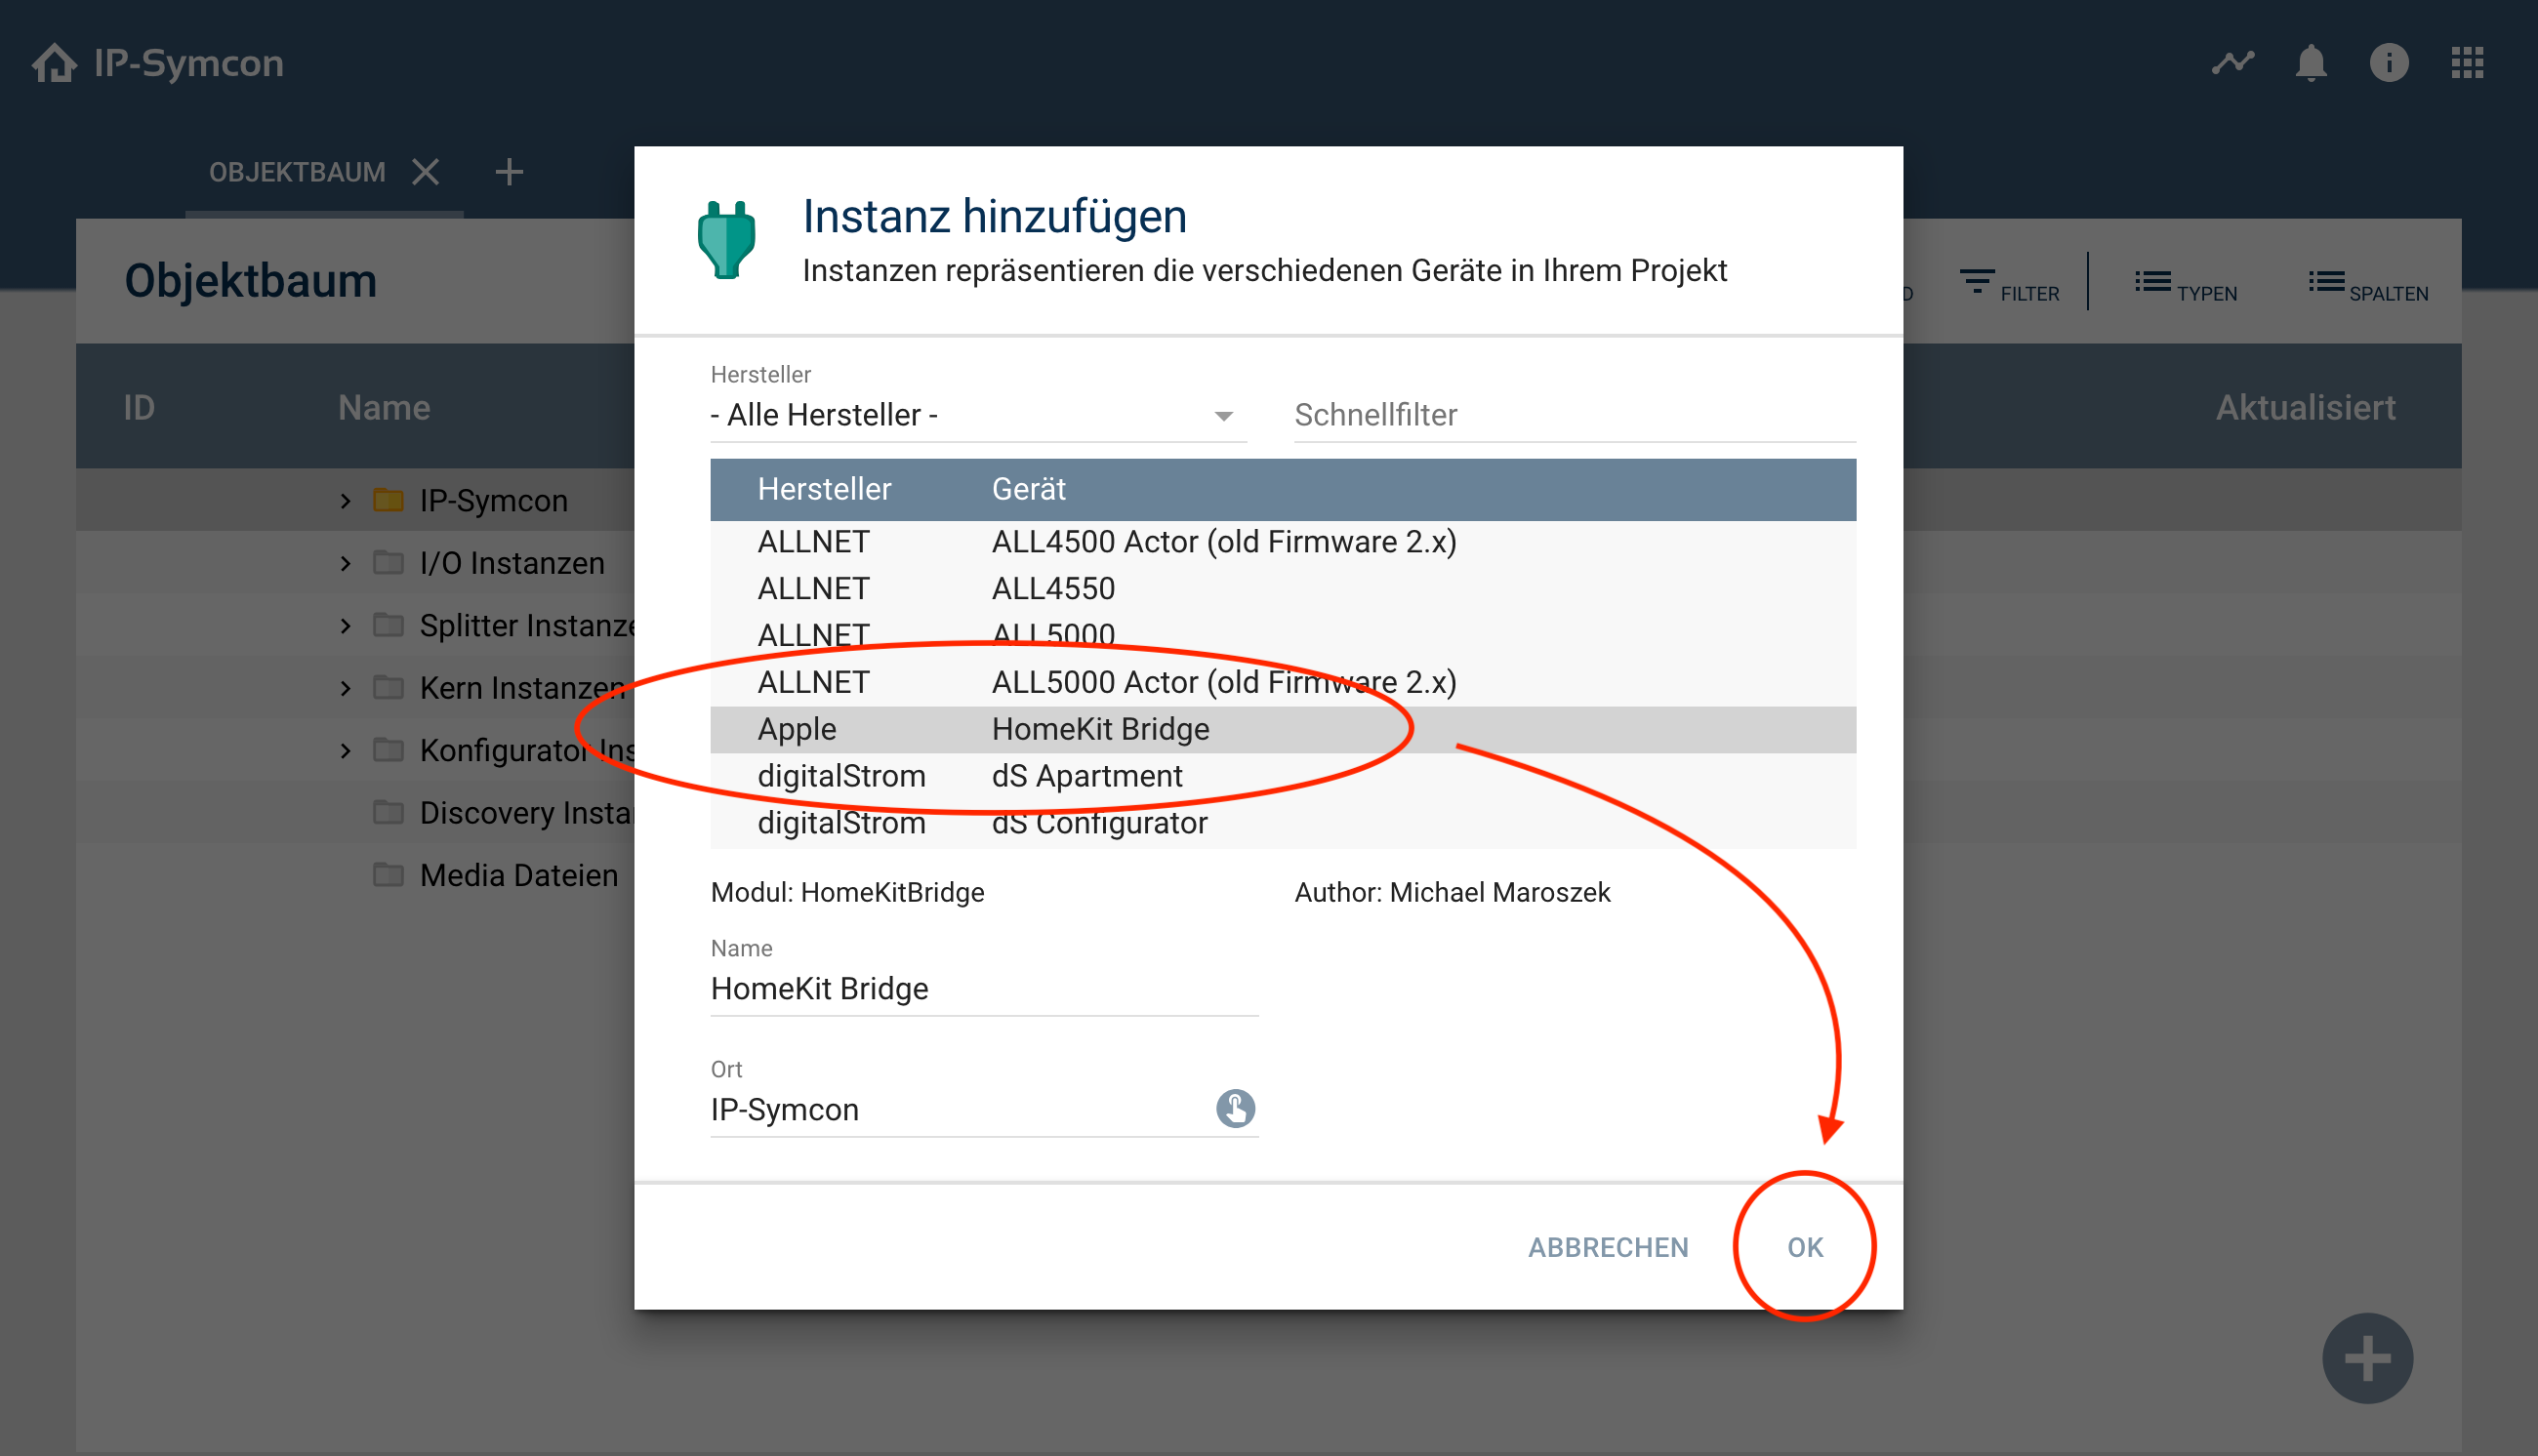 IP-Symcon
OBJEKTBAUM
Objektbaum
FILTER
TYPEN
SPALTEN
ID
Name
Aktualisiert
IP-Symcon
I/O Instanzen
Splitter
Kern Instanzen
Konfigurator
Discovery
Media Dateien
Instanz hinzufügen
Instanzen repräsentieren die verschiedenen Geräte in Ihrem Projekt
Hersteller
- Alle Hersteller -
Schnellfilter
Hersteller Gerät
ALLNET ALL4500 Actor (old Firmware 2.x)
ALLNET ALL4550
ALLNET ALL5000
ALLNET ALL5000 Actor (old Firmware 2.x)
Apple HomeKit Bridge
digitalStrom dS Apartment
digitalStrom dS Configurator
Modul: HomeKitBridge
Author: Michael Maroszek
Name
HomeKit Bridge
Ort
IP-Symcon
ABBRECHEN
OK